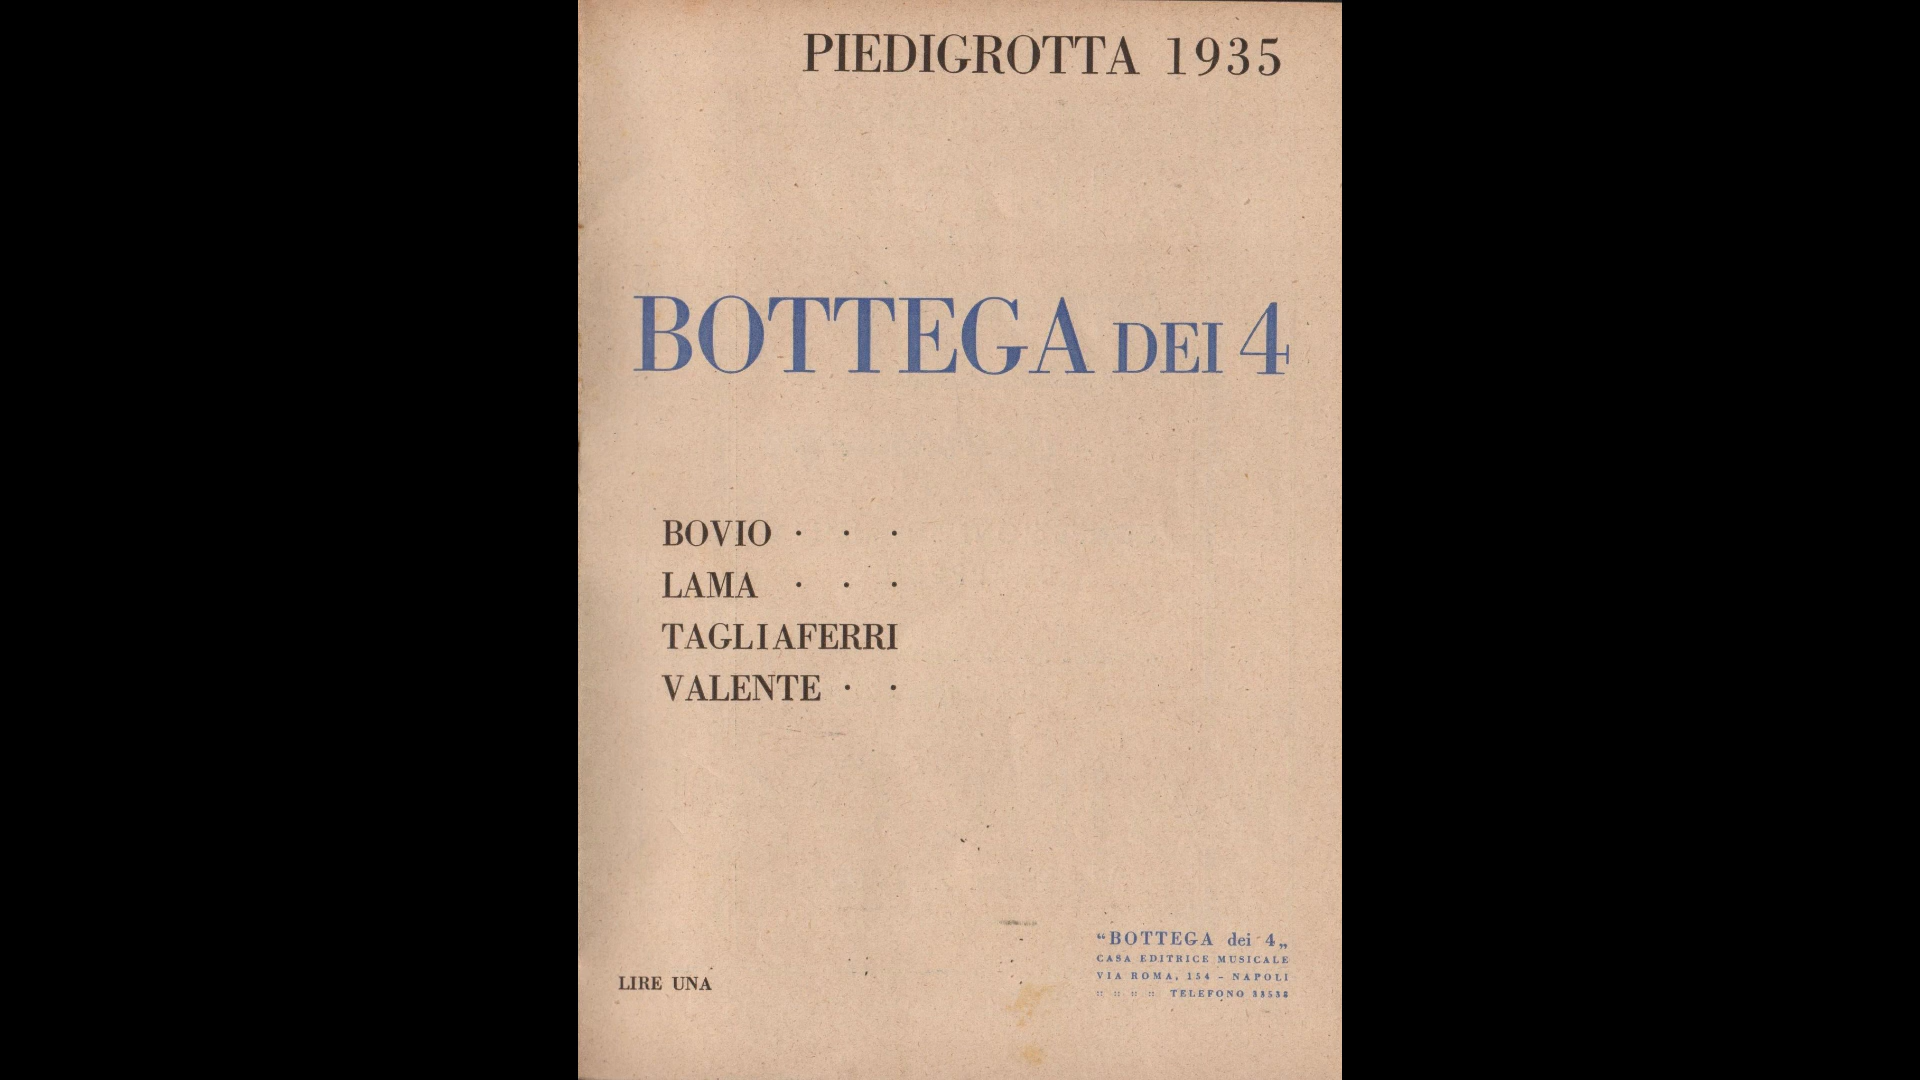 PIEDIGROTTA 1935
BOTTEGA DEI 4
BOVIO · · ·
LAMA · · ·
TAGLIAFERRI
VALENTE · ·
LIRE UNA
“BOTTEGA dei 4„
CASA EDITRICE MUSICALE
VIA ROMA, 154 - NAPOLI
:: :: :: :: TELEFONO 33538